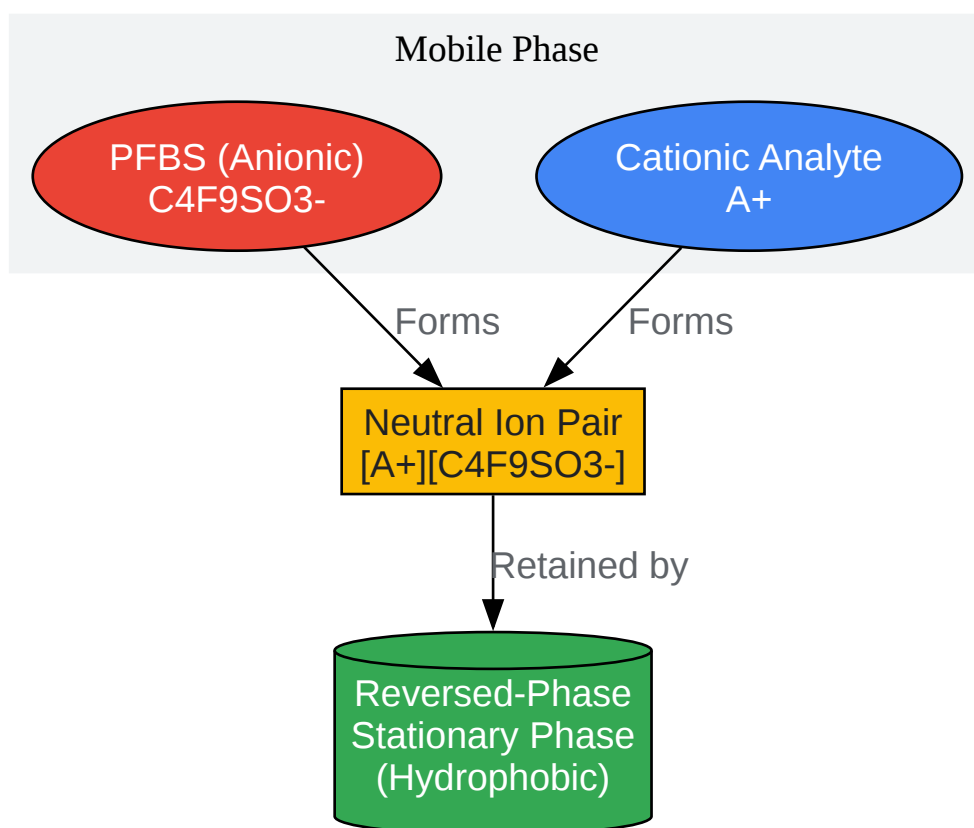 Mobile Phase
PFBS (Anionic)
C4F9SO3-
Cationic Analyte
A+
Forms
Forms
Neutral Ion Pair
[A+][C4F9SO3-]
Retained by
Reversed-Phase
Stationary Phase
(Hydrophobic)